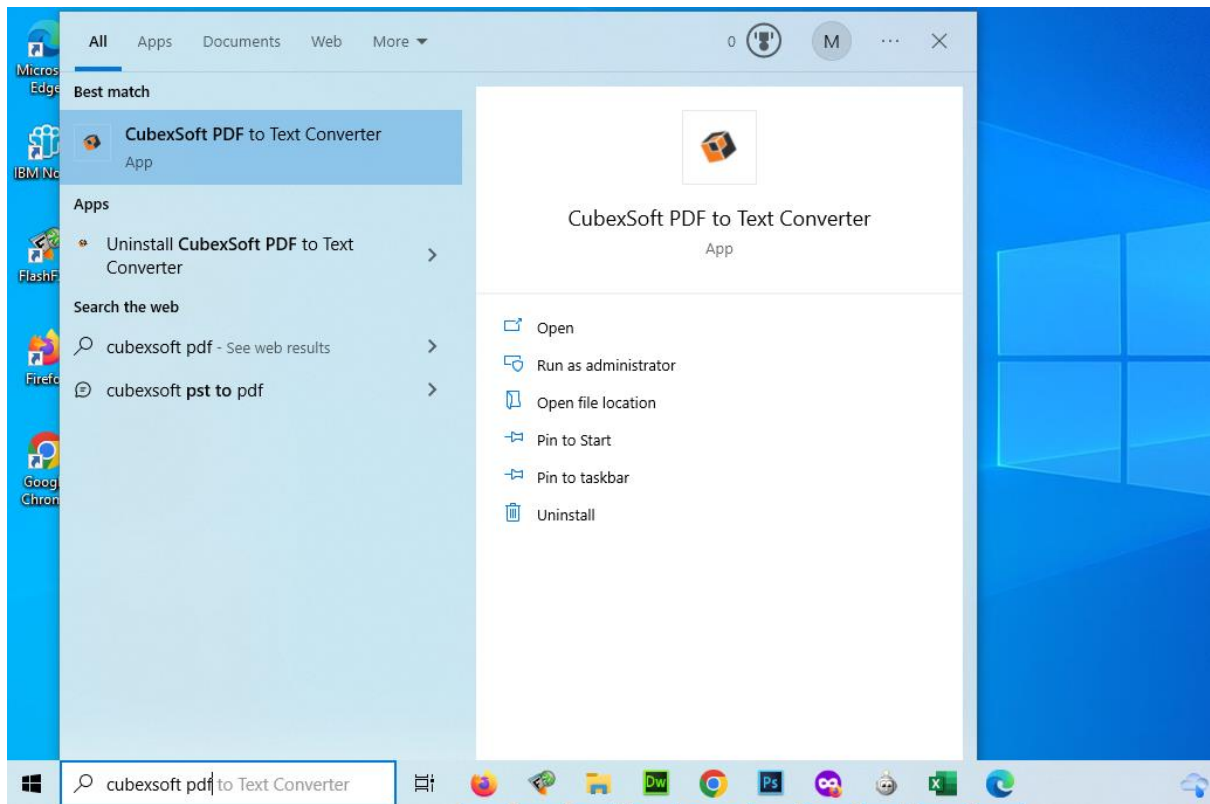 Micros
Edge
IBM No
FlashF
Firefo
Googl
Chron
All Apps Documents Web More
0 M ...
Best match
CubexSoft PDF to Text Converter
App
Apps
Uninstall CubexSoft PDF to Text
Converter
Search the web
cubexsoft pdf - See web results
cubexsoft pst to pdf
CubexSoft PDF to Text Converter
App
Open
Run as administrator
Open file location
Pin to Start
Pin to taskbar
Uninstall
cubexsoft pdf to Text Converter
Dw Ps